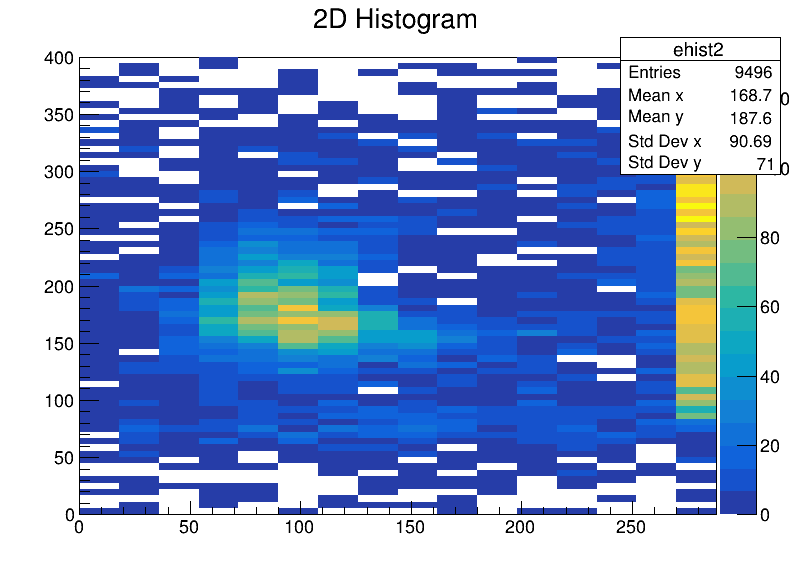 2D Histogram
ehist2
Entries 9496
Mean x 168.7
Mean y 187.6
Std Dev x 90.69
Std Dev y 71
400
350
300
250
200
150
100
50
0
0 50 100 150 200 250
0
0
80
60
40
20
0